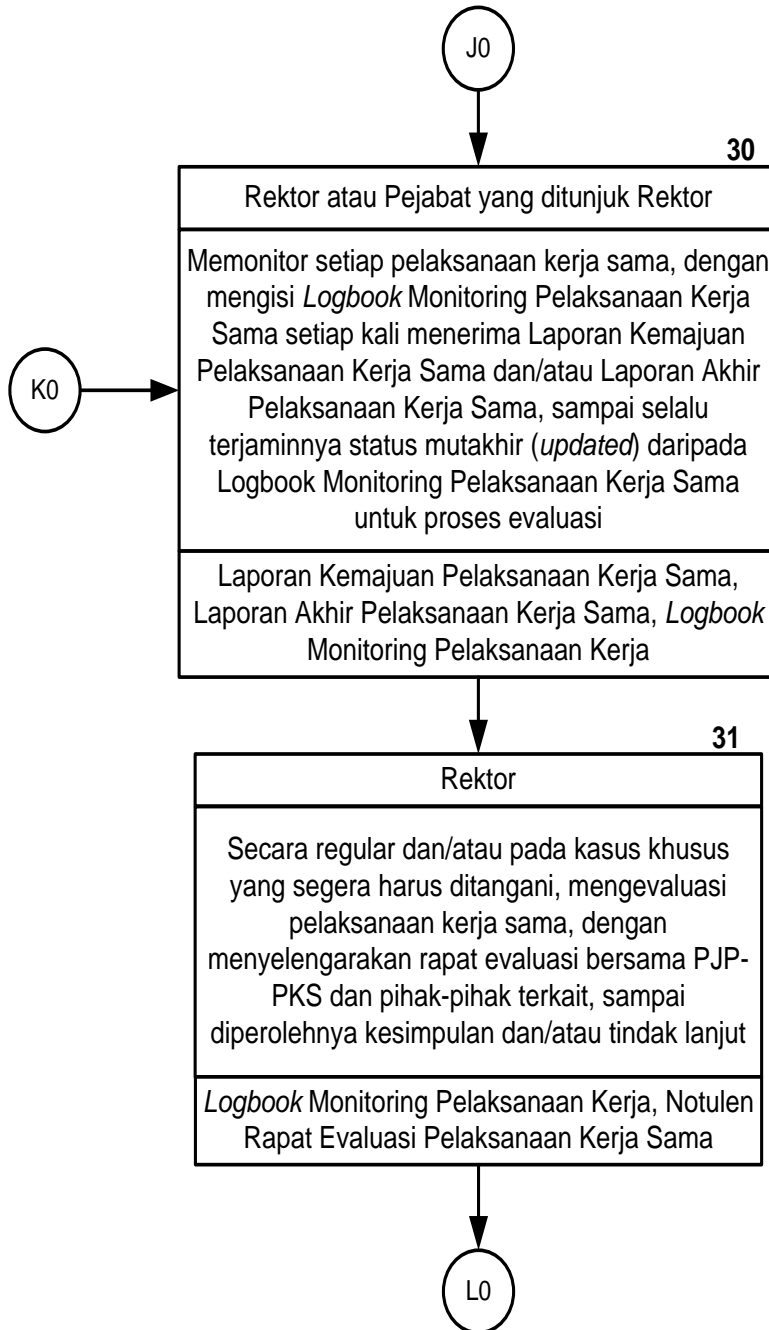 J0
30
Rektor atau Pejabat yang ditunjuk Rektor
Memonitor setiap pelaksanaan kerja sama, dengan
mengisi Logbook Monitoring Pelaksanaan Kerja
Sama setiap kali menerima Laporan Kemajuan
Pelaksanaan Kerja Sama dan/atau Laporan Akhir
Pelaksanaan Kerja Sama, sampai selalu
terjaminnya status mutakhir (updated) daripada
Logbook Monitoring Pelaksanaan Kerja Sama
untuk proses evaluasi
K0
Laporan Kemajuan Pelaksanaan Kerja Sama,
Laporan Akhir Pelaksanaan Kerja Sama, Logbook
Monitoring Pelaksanaan Kerja
31
Rektor
Secara regular dan/atau pada kasus khusus
yang segera harus ditangani, mengevaluasi
pelaksanaan kerja sama, dengan
menyelengarakan rapat evaluasi bersama PJP-
PKS dan pihak-pihak terkait, sampai
diperolehnya kesimpulan dan/atau tindak lanjut
Logbook Monitoring Pelaksanaan Kerja, Notulen
Rapat Evaluasi Pelaksanaan Kerja Sama
L0